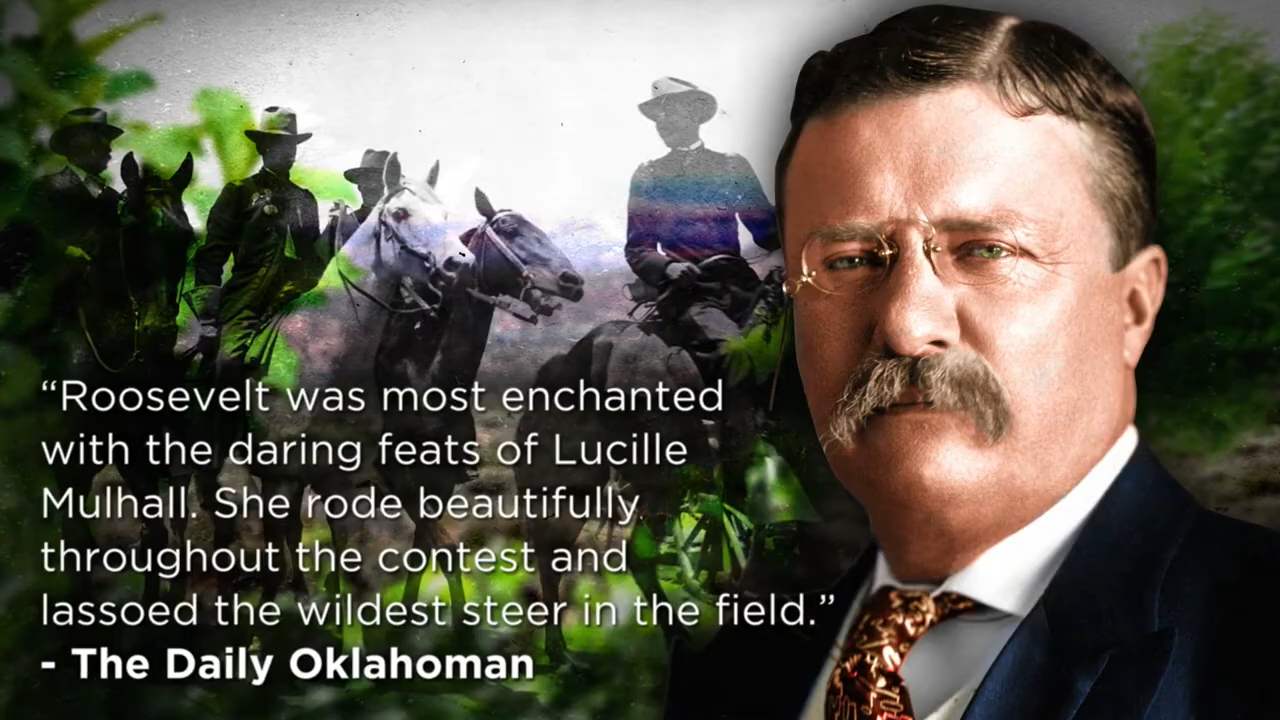 “Roosevelt was most enchanted
with the daring feats of Lucille
Mulhall. She rode beautifully
throughout the contest and
lassoed the wildest steer in the field.”
- The Daily Oklahoman